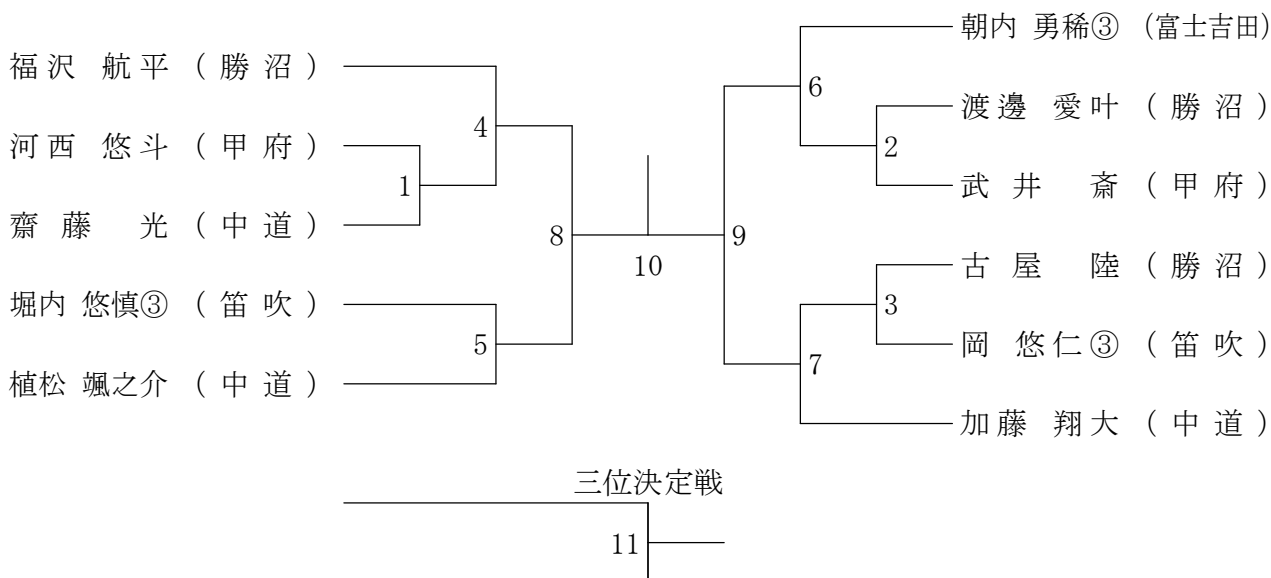 福沢 航平 (勝沼)
河西 悠斗 (甲府)
齋藤 光 (中道)
堀内 悠慎③ (笛吹)
植松 颯之介 (中道)
1
4
5
8
10
9
6
2
3
7
朝内 勇稀③ (富士吉田)
渡邊 愛叶 (勝沼)
武井 斎 (甲府)
古屋 陸 (勝沼)
岡 悠仁③ (笛吹)
加藤 翔大 (中道)
三位決定戦
11